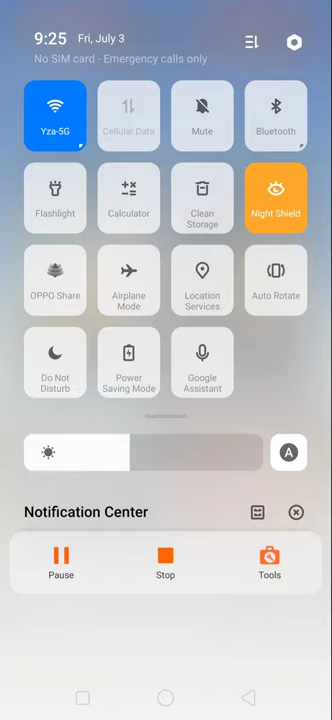 9:25 Fri, July 3
No SIM card - Emergency calls only
Yza-5G
Cellular Data
Mute
Bluetooth
Flashlight
Calculator
Clean
Storage
Night Shield
OPPO Share
Airplane
Mode
Location
Services
Auto Rotate
Do Not
Disturb
Power
Saving Mode
Google
Assistant
A
Notification Center
Pause
Stop
Tools